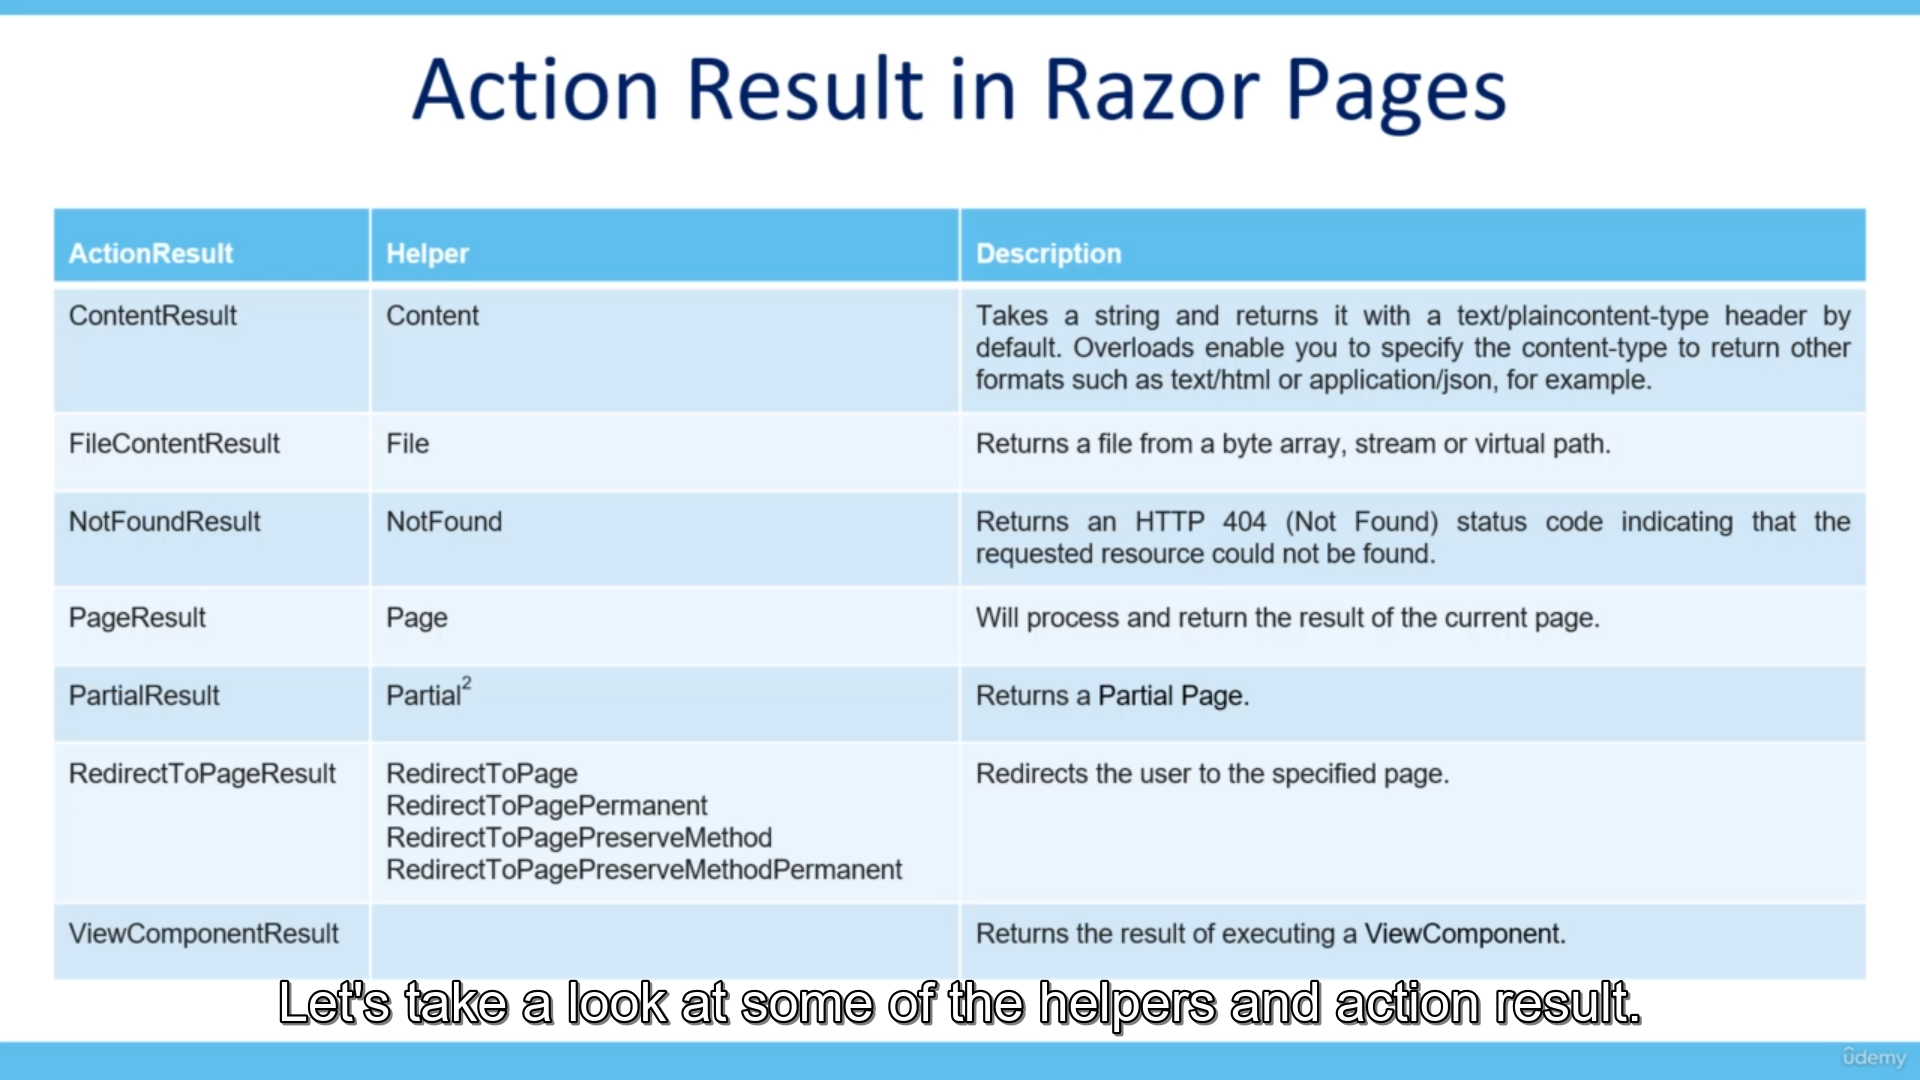 Action Result in Razor Pages
ActionResult
Helper
Description
ContentResult
Content
Takes a string and returns it with a text/plaincontent-type header by
default. Overloads enable you to specify the content-type to return other
formats such as text/html or application/json, for example.
FileContentResult
File
Returns a file from a byte array, stream or virtual path.
NotFoundResult
NotFound
Returns an HTTP 404 (Not Found) status code indicating that the
requested resource could not be found.
PageResult
Page
Will process and return the result of the current page.
PartialResult
Partial²
Returns a Partial Page.
RedirectToPageResult
RedirectToPage
RedirectToPagePermanent
RedirectToPagePreserveMethod
RedirectToPagePreserveMethodPermanent
Redirects the user to the specified page.
ViewComponentResult
Returns the result of executing a ViewComponent.
Let's take a look at some of the helpers and action result.
ûdemy